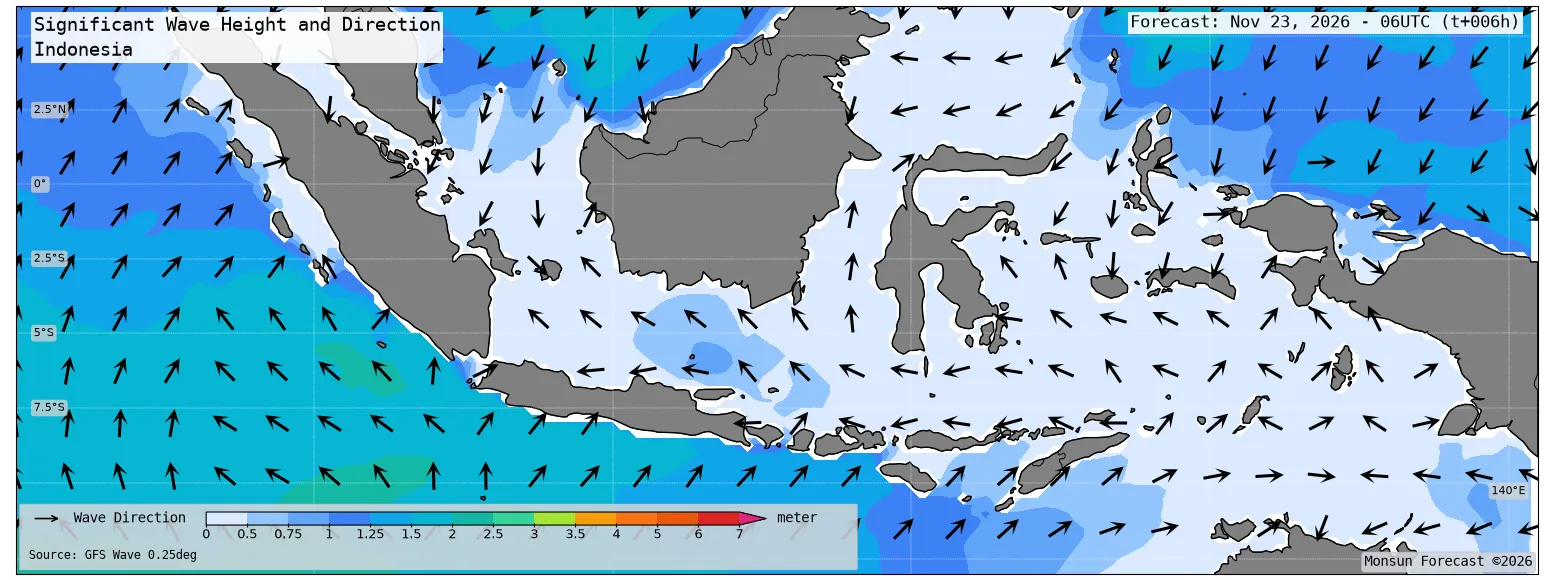 Significant Wave Height and Direction
Indonesia
Forecast: Nov 23, 2026 - 06UTC (t+006h)
2.5°N
0°
2.5°S
5°S
7.5°S
140°E
Wave Direction
0 0.5 0.75 1 1.25 1.5 2 2.5 3 3.5 4 5 6 7
meter
Source: GFS Wave 0.25deg
Monsun Forecast ©2026